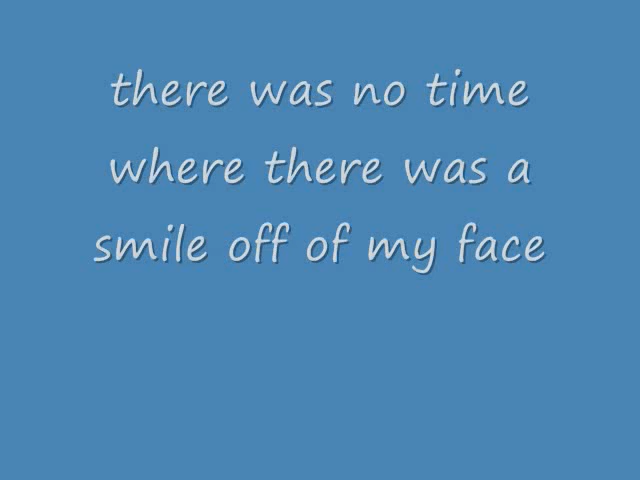 there was no time
where there was a
smile off of my face